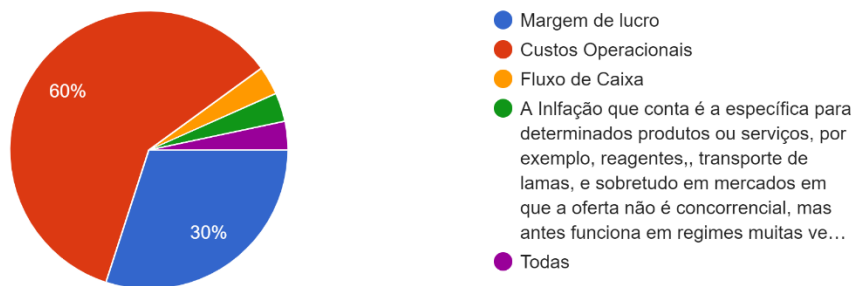 60%
30%
Margem de lucro
Custos Operacionais
Fluxo de Caixa
A Inlfação que conta é a específica para
determinados produtos ou serviços, por
exemplo, reagentes,, transporte de
lamas, e sobretudo em mercados em
que a oferta não é concorrencial, mas
antes funciona em regimes muitas ve…
Todas